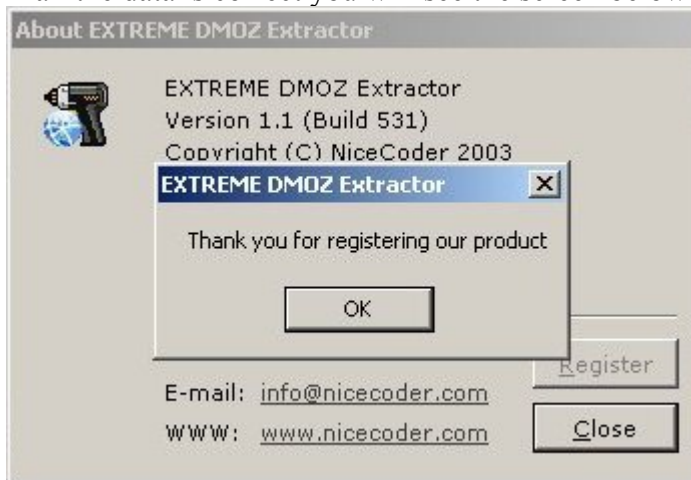 About EXTREME DMOZ Extractor
EXTREME DMOZ Extractor
Version 1.1 (Build 531)
Copyright (C) NiceCoder 2003
EXTREME DMOZ Extractor
Thank you for registering our product
OK
Register
E-mail: info@nicecoder.com
WWW: www.nicecoder.com
Close